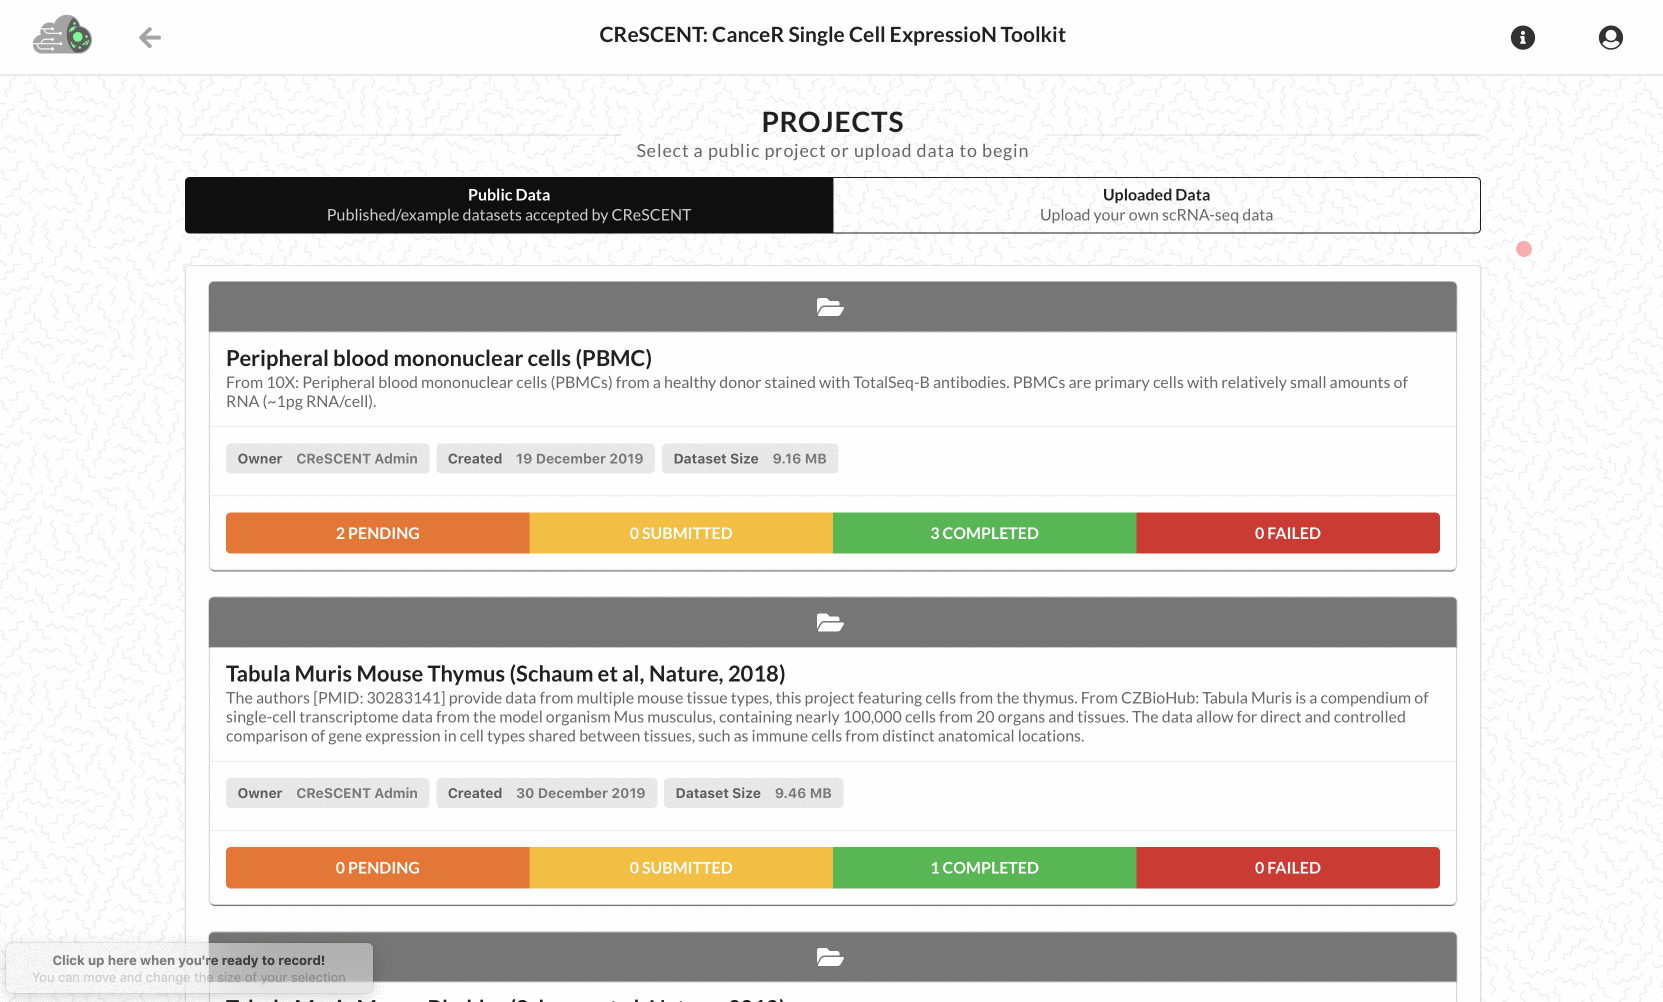 CReSCENT: CanceR Single Cell ExpressioN Toolkit
PROJECTS
Select a public project or upload data to begin
Public Data
Published/example datasets accepted by CReSCENT
Uploaded Data
Upload your own scRNA-seq data
Peripheral blood mononuclear cells (PBMC)
From 10X: Peripheral blood mononuclear cells (PBMCs) from a healthy donor stained with TotalSeq-B antibodies. PBMCs are primary cells with relatively small amounts of
RNA (~1pg RNA/cell).
Owner CReSCENT Admin Created 19 December 2019 Dataset Size 9.16 MB
2 PENDING 0 SUBMITTED 3 COMPLETED 0 FAILED
Tabula Muris Mouse Thymus (Schaum et al, Nature, 2018)
The authors [PMID: 30283141] provide data from multiple mouse tissue types, this project featuring cells from the thymus. From CZBioHub: Tabula Muris is a compendium of
single-cell transcriptome data from the model organism Mus musculus, containing nearly 100,000 cells from 20 organs and tissues. The data allow for direct and controlled
comparison of gene expression in cell types shared between tissues, such as immune cells from distinct anatomical locations.
Owner CReSCENT Admin Created 30 December 2019 Dataset Size 9.46 MB
0 PENDING 0 SUBMITTED 1 COMPLETED 0 FAILED
Click up here when you're ready to record!
You can move and change the size of your selection